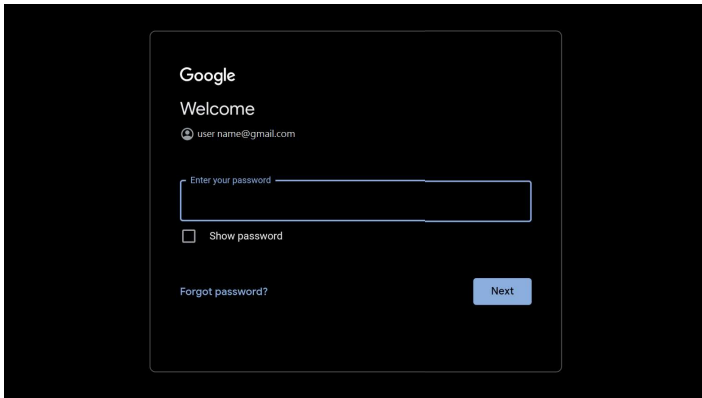 Google
Welcome
user name@gmail.com
Enter your password
Show password
Forgot password?
Next